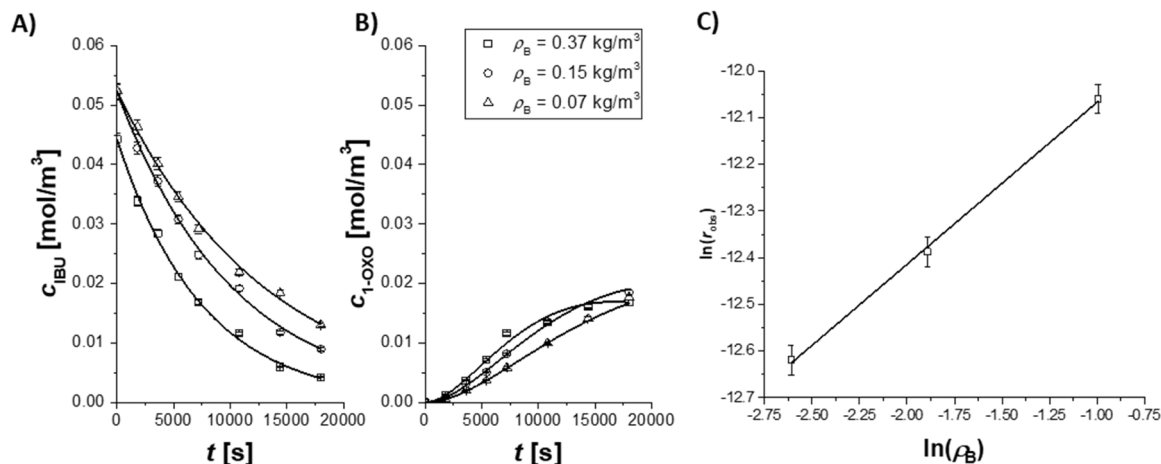 A)
0.06
0.05
0.04
0.03
0.02
0.01
0.00
0 5000 10000 15000 20000
t [s]
c_IBU [mol/m³]
B)
0.06
0.05
0.04
0.03
0.02
0.01
0.00
0 5000 10000 15000 20000
t [s]
c_1-OXO [mol/m³]
ρ_B = 0.37 kg/m³
ρ_B = 0.15 kg/m³
ρ_B = 0.07 kg/m³
C)
-12.0
-12.1
-12.2
-12.3
-12.4
-12.5
-12.6
-12.7
-2.75 -2.50 -2.25 -2.00 -1.75 -1.50 -1.25 -1.00 -0.75
ln(ρ_B)
ln(r_obs)